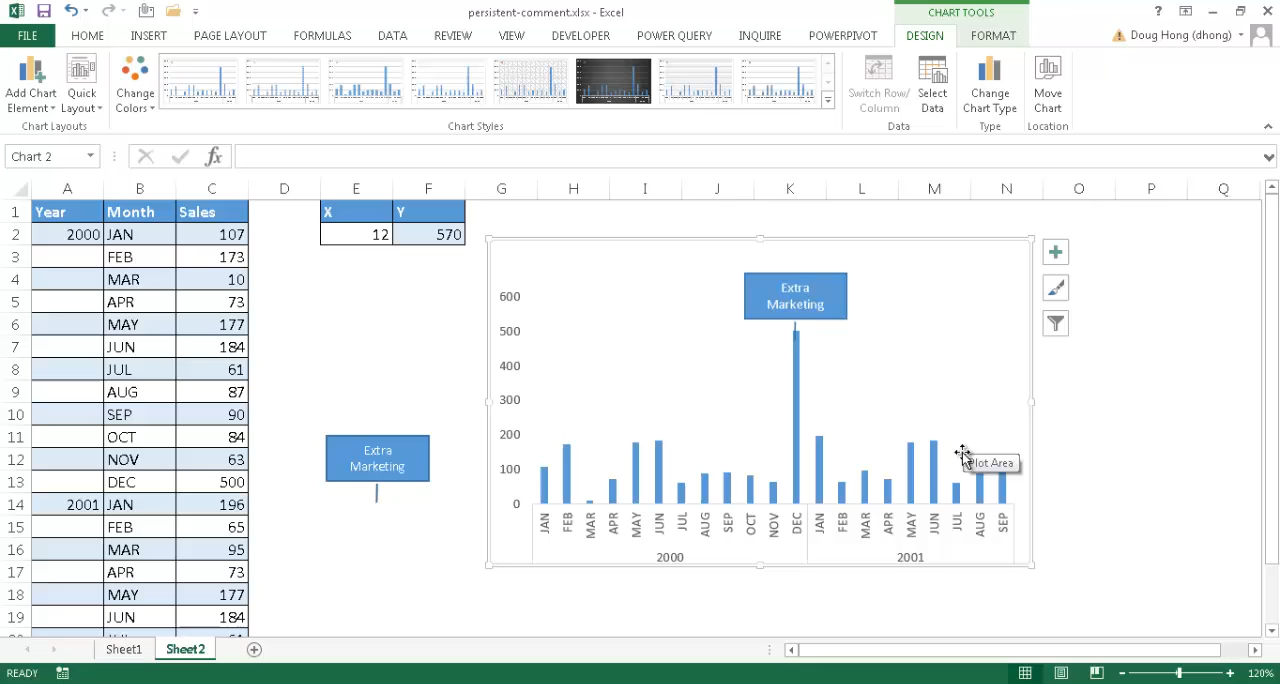 persistent-comment.xlsx - Excel
CHART TOOLS
?
FILE HOME INSERT PAGE LAYOUT FORMULAS DATA REVIEW VIEW DEVELOPER POWER QUERY INQUIRE POWERPIVOT DESIGN FORMAT Doug Hong (dhong)
Add Chart Element
Quick Layout
Change Colors
Switch Row/ Column
Select Data
Change Chart Type
Move Chart
Chart Layouts Chart Styles Data Type Location
Chart 2 fx
A B C D E F G H I J K L M N O P Q
1 Year Month Sales X Y
2 2000 JAN 107 12 570
3 FEB 173
4 MAR 10
5 APR 73
6 MAY 177
7 JUN 184
8 JUL 61
9 AUG 87
10 SEP 90
11 OCT 84
12 NOV 63
13 DEC 500
14 2001 JAN 196
15 FEB 65
16 MAR 95
17 APR 73
18 MAY 177
19 JUN 184
Extra
Marketing
Extra
Marketing
600
500
400
300
200
100
0
JAN FEB MAR APR MAY JUN JUL AUG SEP OCT NOV DEC JAN FEB MAR APR MAY JUN JUL AUG SEP
2000 2001
Plot Area
Sheet1 Sheet2
READY 120%